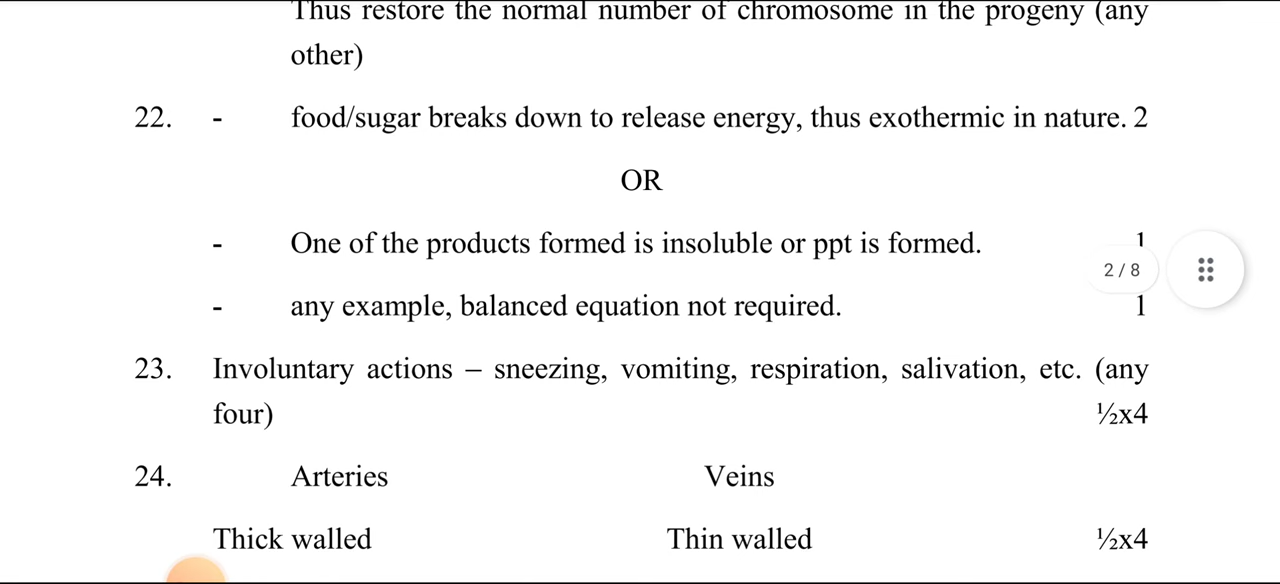 Thus restore the normal number of chromosome in the progeny (any
other)
22. - food/sugar breaks down to release energy, thus exothermic in nature. 2
OR
- One of the products formed is insoluble or ppt is formed. 1
2 / 8
- any example, balanced equation not required. 1
23. Involuntary actions – sneezing, vomiting, respiration, salivation, etc. (any
four) ½x4
24. Arteries Veins
Thick walled Thin walled ½x4